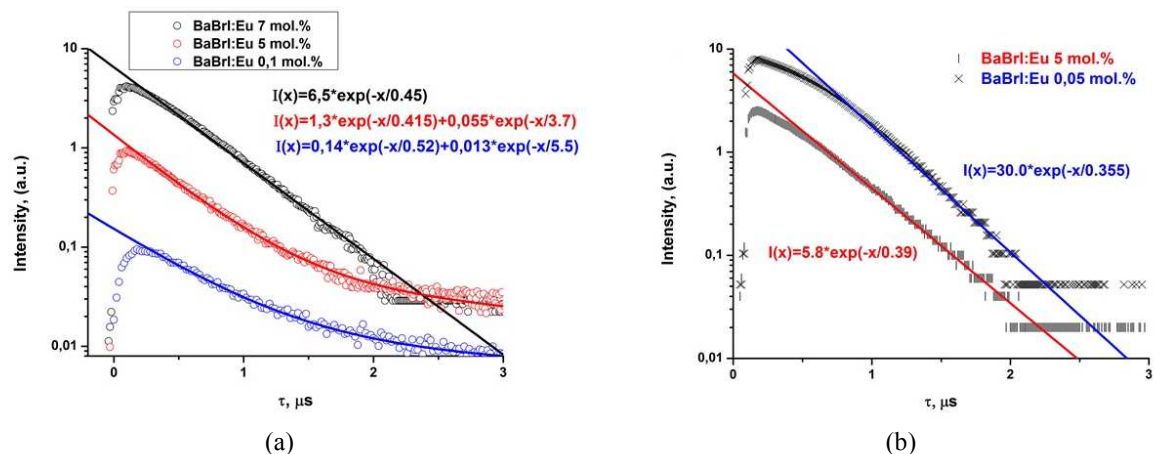 BaBrI:Eu 7 mol.%
BaBrI:Eu 5 mol.%
BaBrI:Eu 0,1 mol.%
I(x)=6,5*exp(-x/0.45)
I(x)=1,3*exp(-x/0.415)+0,055*exp(-x/3.7)
I(x)=0,14*exp(-x/0.52)+0,013*exp(-x/5.5)
Intensity, (a.u.)
10
1
0,1
0,01
0
1
2
3
τ, μs
(a)
BaBrI:Eu 5 mol.%
BaBrI:Eu 0,05 mol.%
I(x)=30.0*exp(-x/0.355)
I(x)=5.8*exp(-x/0.39)
Intensity, (a.u.)
10
1
0,1
0,01
0
1
2
3
τ, μs
(b)